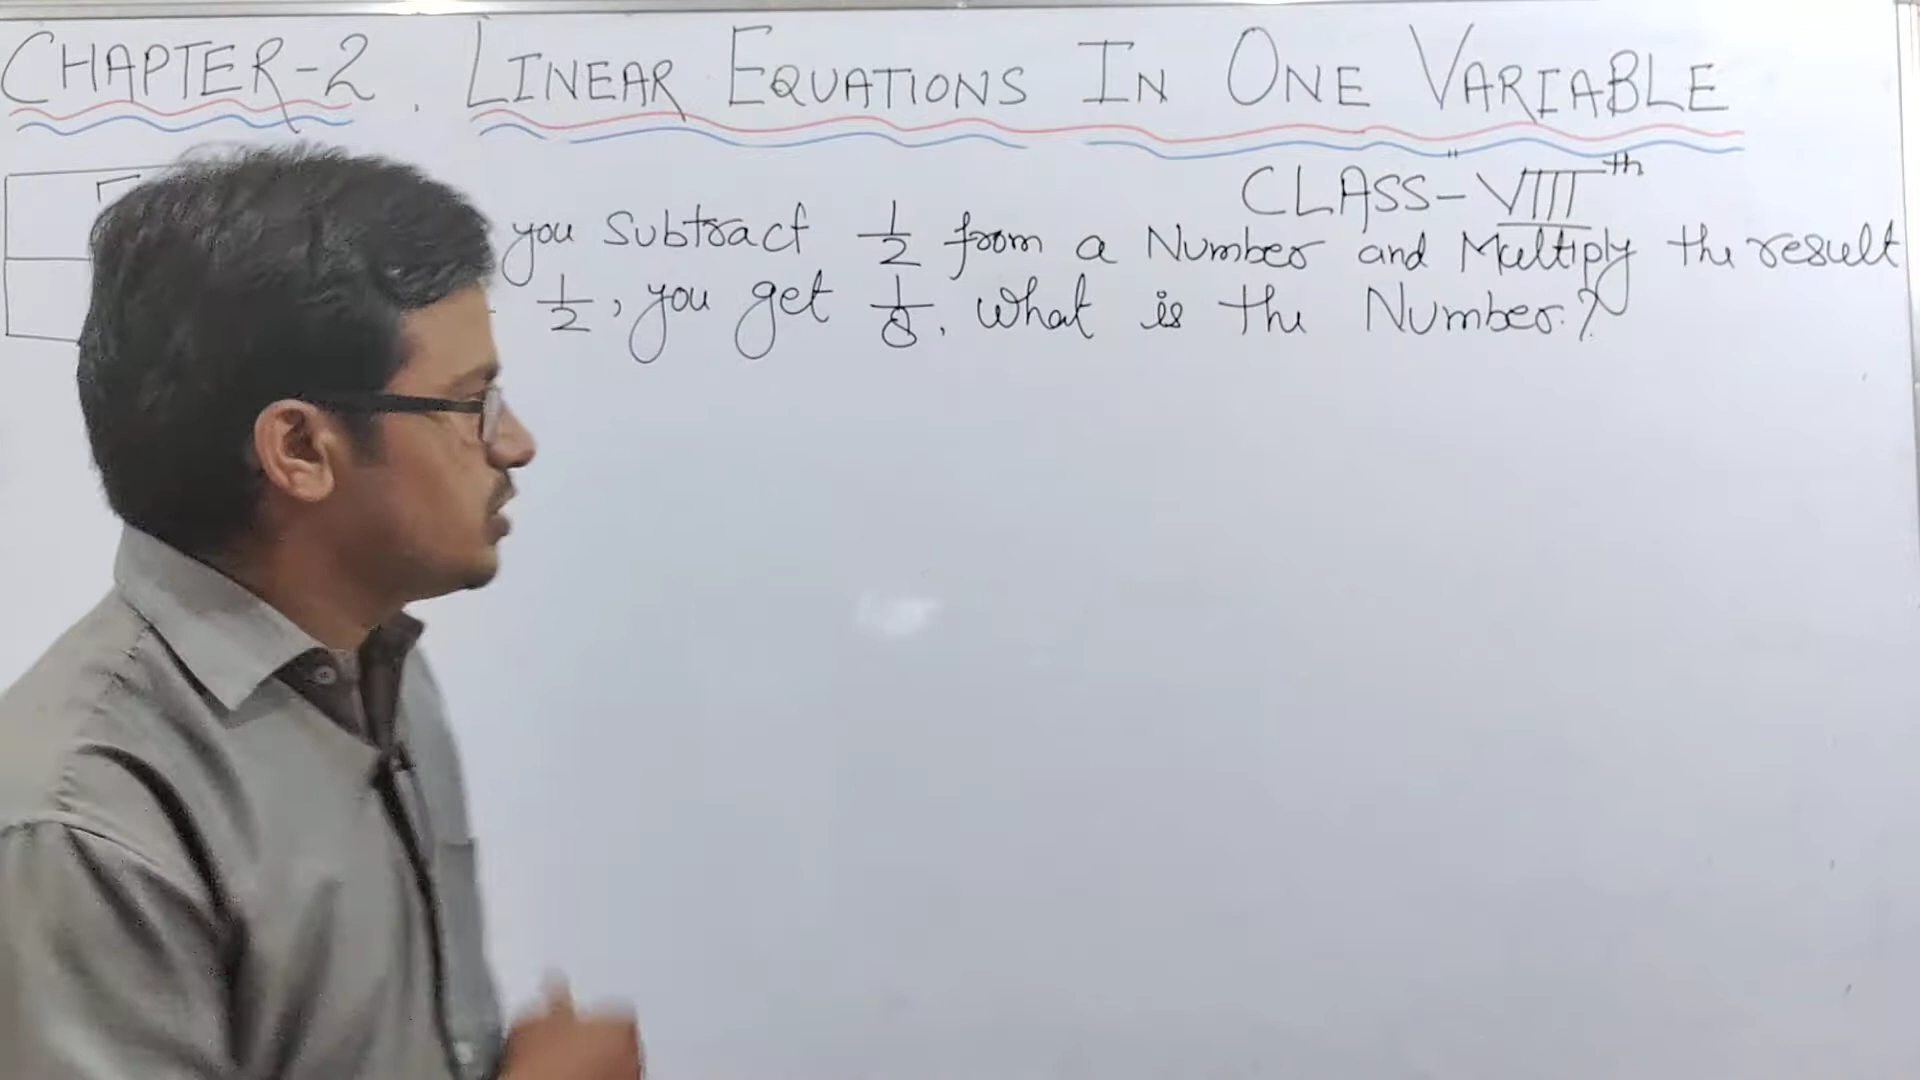 CHAPTER-2. LINEAR EQUATIONS IN ONE VARIABLE
CLASS-VIIIth
you Subtract 1/2 from a Number and Multiply the result
1/2, you get 1/8. What is the Number.?